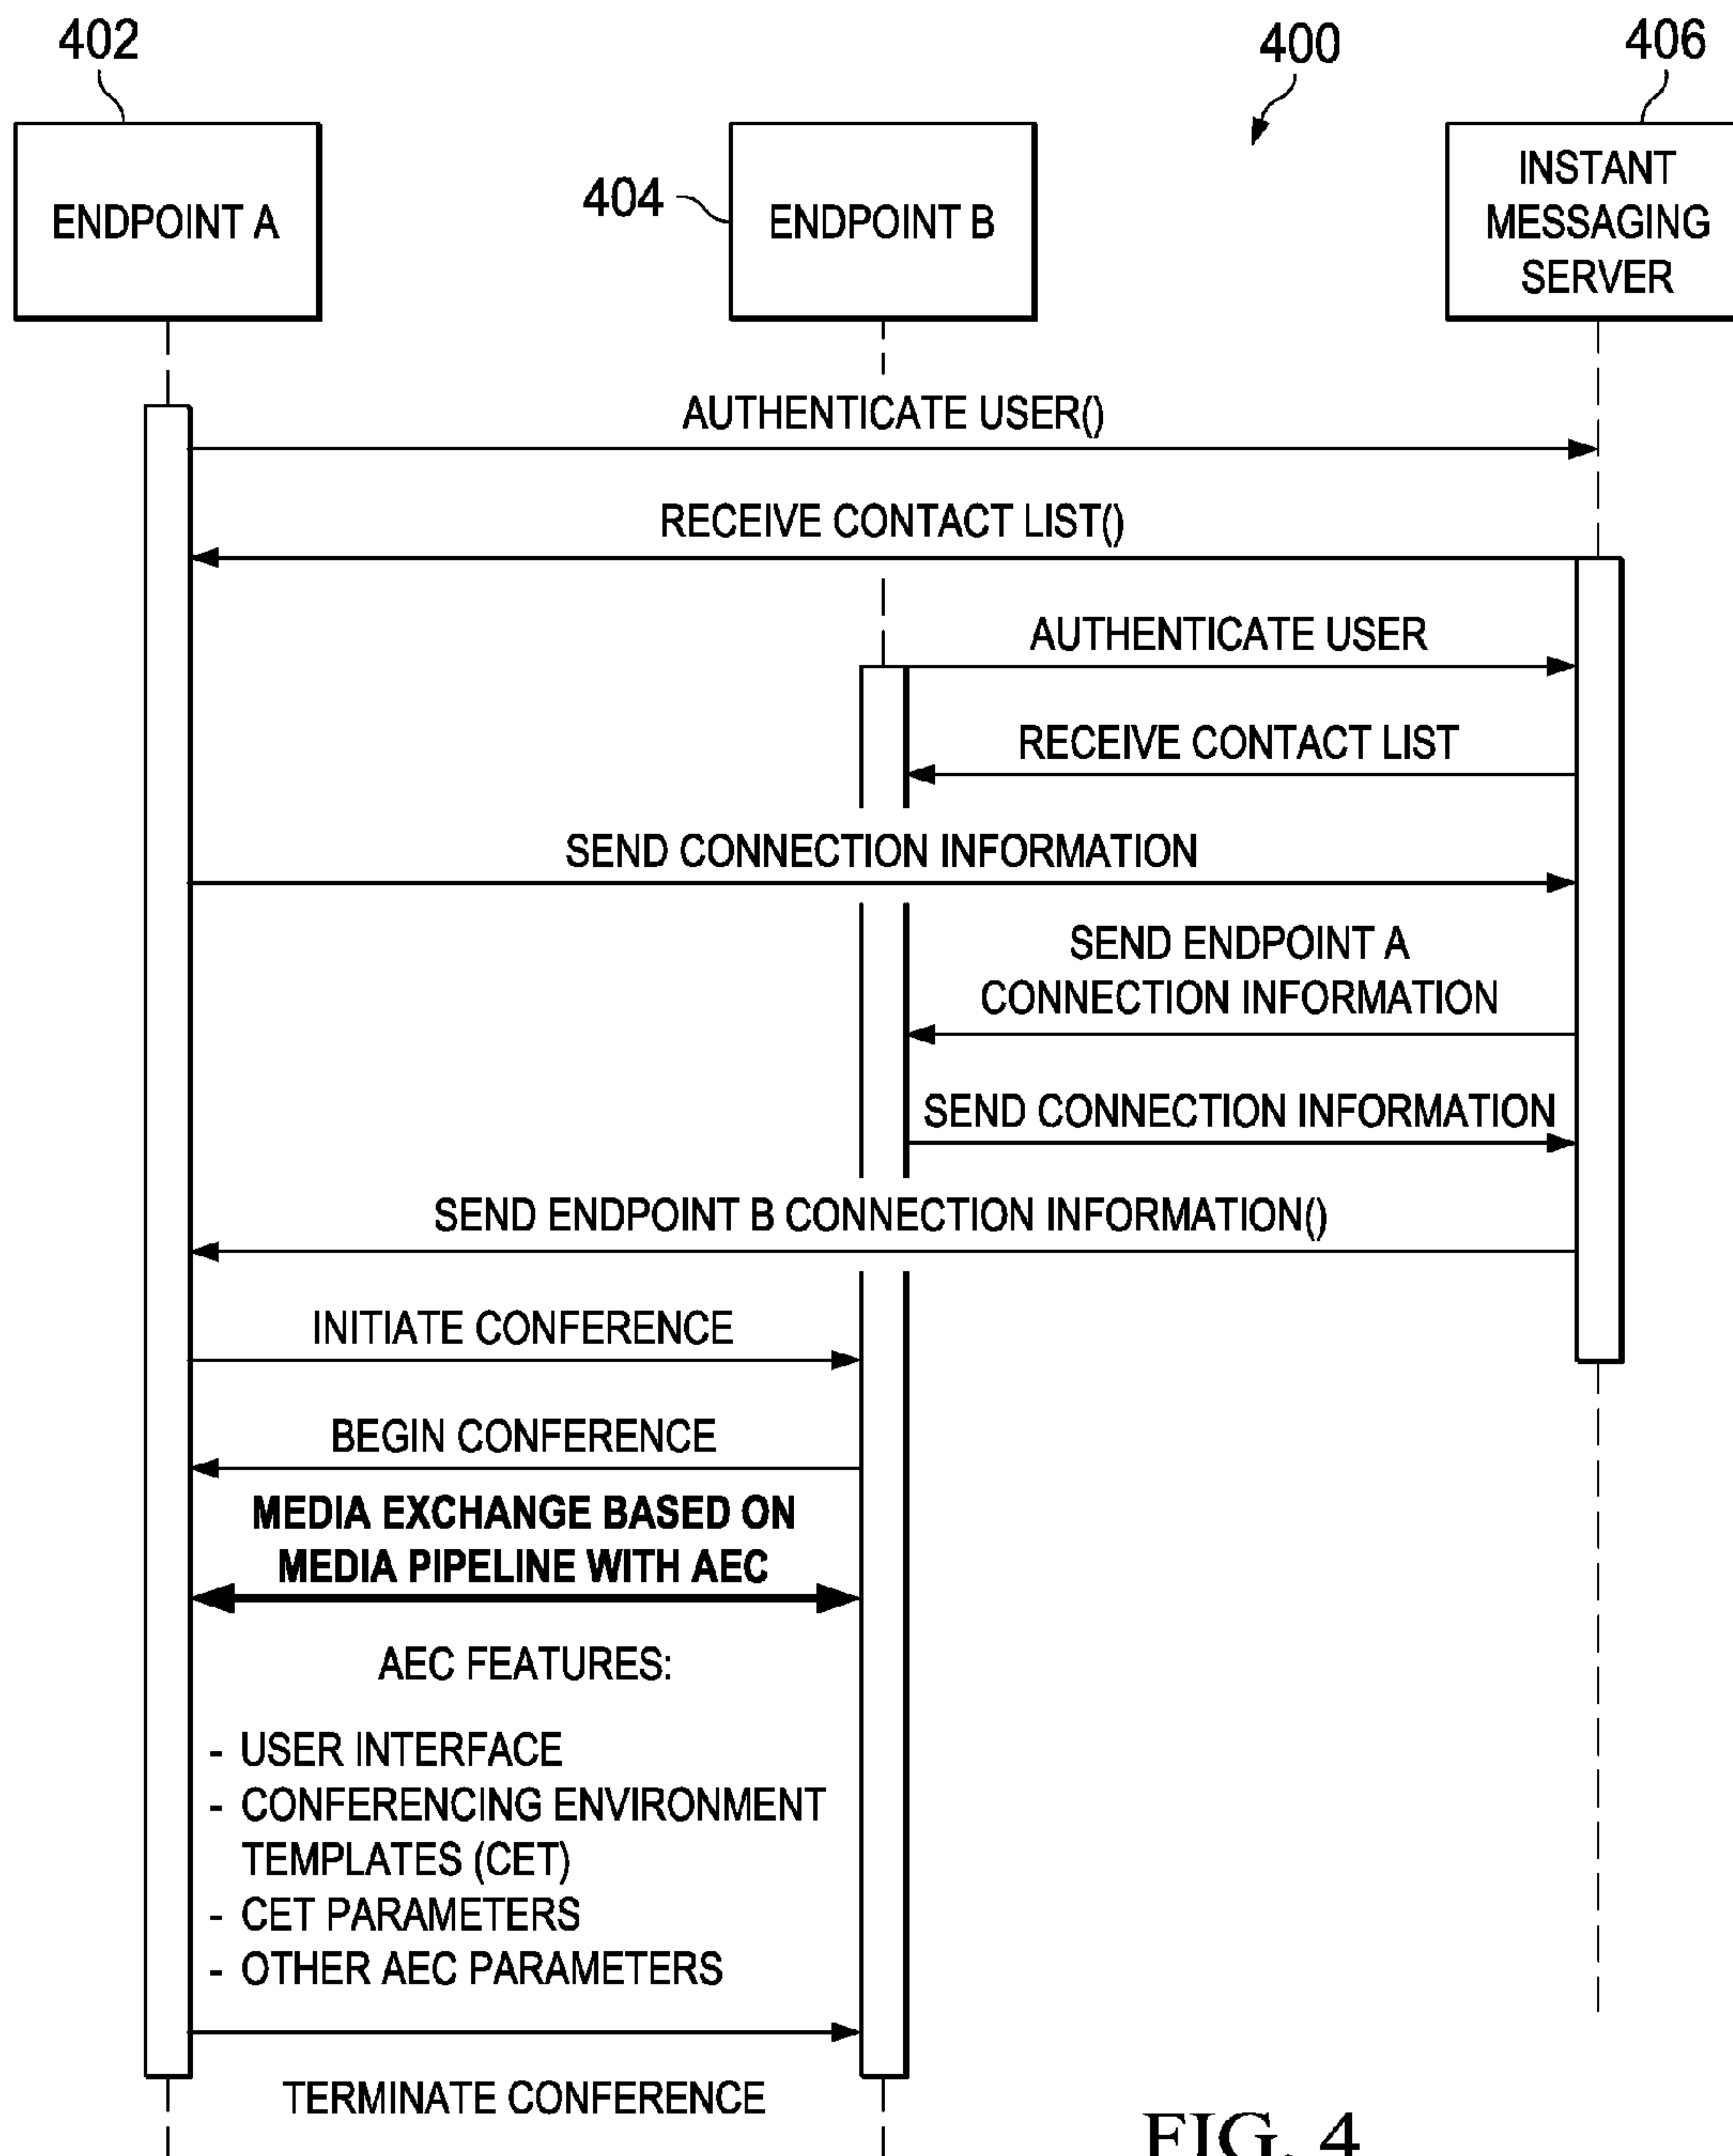 402
400
406
ENDPOINT A
404
ENDPOINT B
INSTANT
MESSAGING
SERVER
AUTHENTICATE USER()
RECEIVE CONTACT LIST()
AUTHENTICATE USER
RECEIVE CONTACT LIST
SEND CONNECTION INFORMATION
SEND ENDPOINT A
CONNECTION INFORMATION
SEND CONNECTION INFORMATION
SEND ENDPOINT B CONNECTION INFORMATION()
INITIATE CONFERENCE
BEGIN CONFERENCE
MEDIA EXCHANGE BASED ON
MEDIA PIPELINE WITH AEC
AEC FEATURES:
- USER INTERFACE
- CONFERENCING ENVIRONMENT
TEMPLATES (CET)
- CET PARAMETERS
- OTHER AEC PARAMETERS
TERMINATE CONFERENCE
FIG. 4